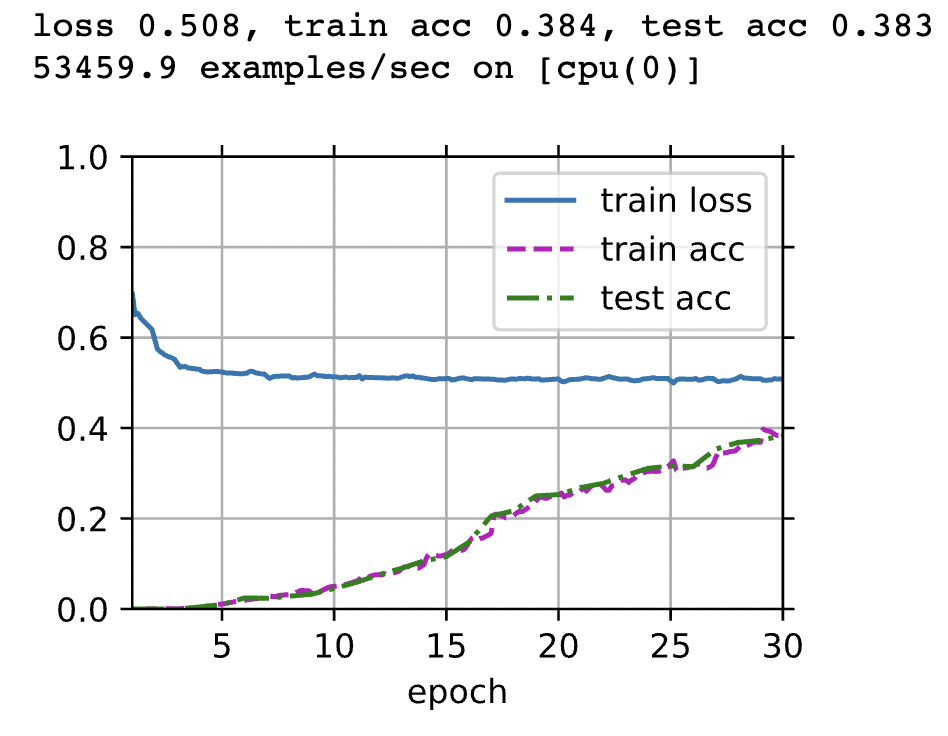 loss 0.508, train acc 0.384, test acc 0.383
53459.9 examples/sec on [cpu(0)]
1.0
0.8
0.6
0.4
0.2
0.0
train loss
train acc
test acc
5 10 15 20 25 30
epoch